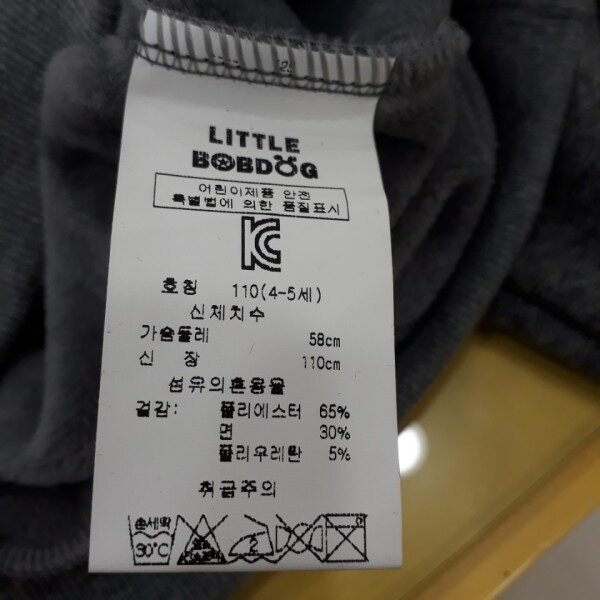 LITTLE
BOBDOG
어린이제품 안전
특별법에 의한 품질표시
KC
호칭 110(4-5세)
신체치수
가슴둘레 58cm
신 장 110cm
섬유의혼용율
겉감: 폴리에스터 65%
면 30%
폴리우레탄 5%
취급주의
손세탁
30℃